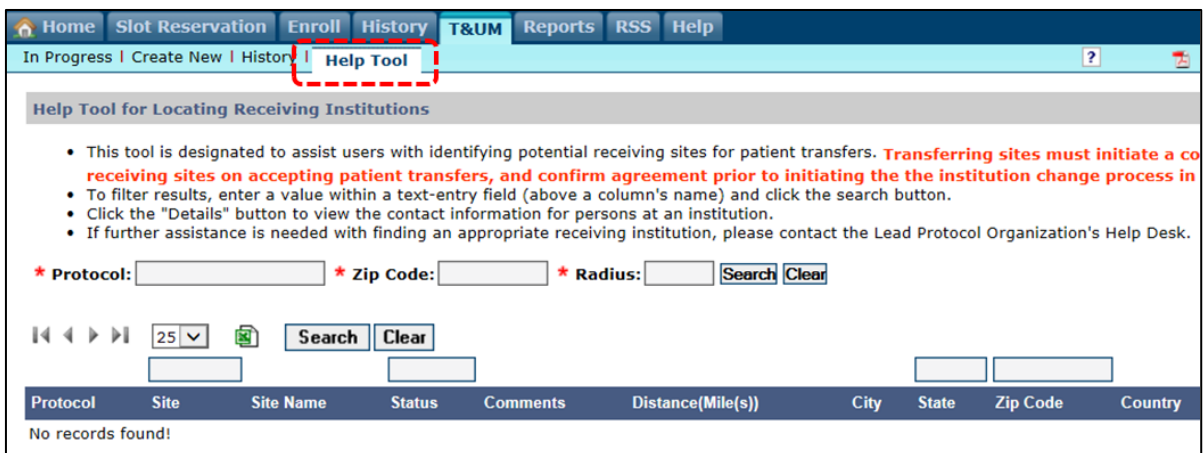 Home Slot Reservation Enroll History T&UM Reports RSS Help
In Progress | Create New | History | Help Tool ?
Help Tool for Locating Receiving Institutions
• This tool is designated to assist users with identifying potential receiving sites for patient transfers. Transferring sites must initiate a co
receiving sites on accepting patient transfers, and confirm agreement prior to initiating the the institution change process in
• To filter results, enter a value within a text-entry field (above a column's name) and click the search button.
• Click the "Details" button to view the contact information for persons at an institution.
• If further assistance is needed with finding an appropriate receiving institution, please contact the Lead Protocol Organization's Help Desk.
* Protocol: * Zip Code: * Radius: Search Clear
25 Search Clear
Protocol Site Site Name Status Comments Distance(Mile(s)) City State Zip Code Country
No records found!